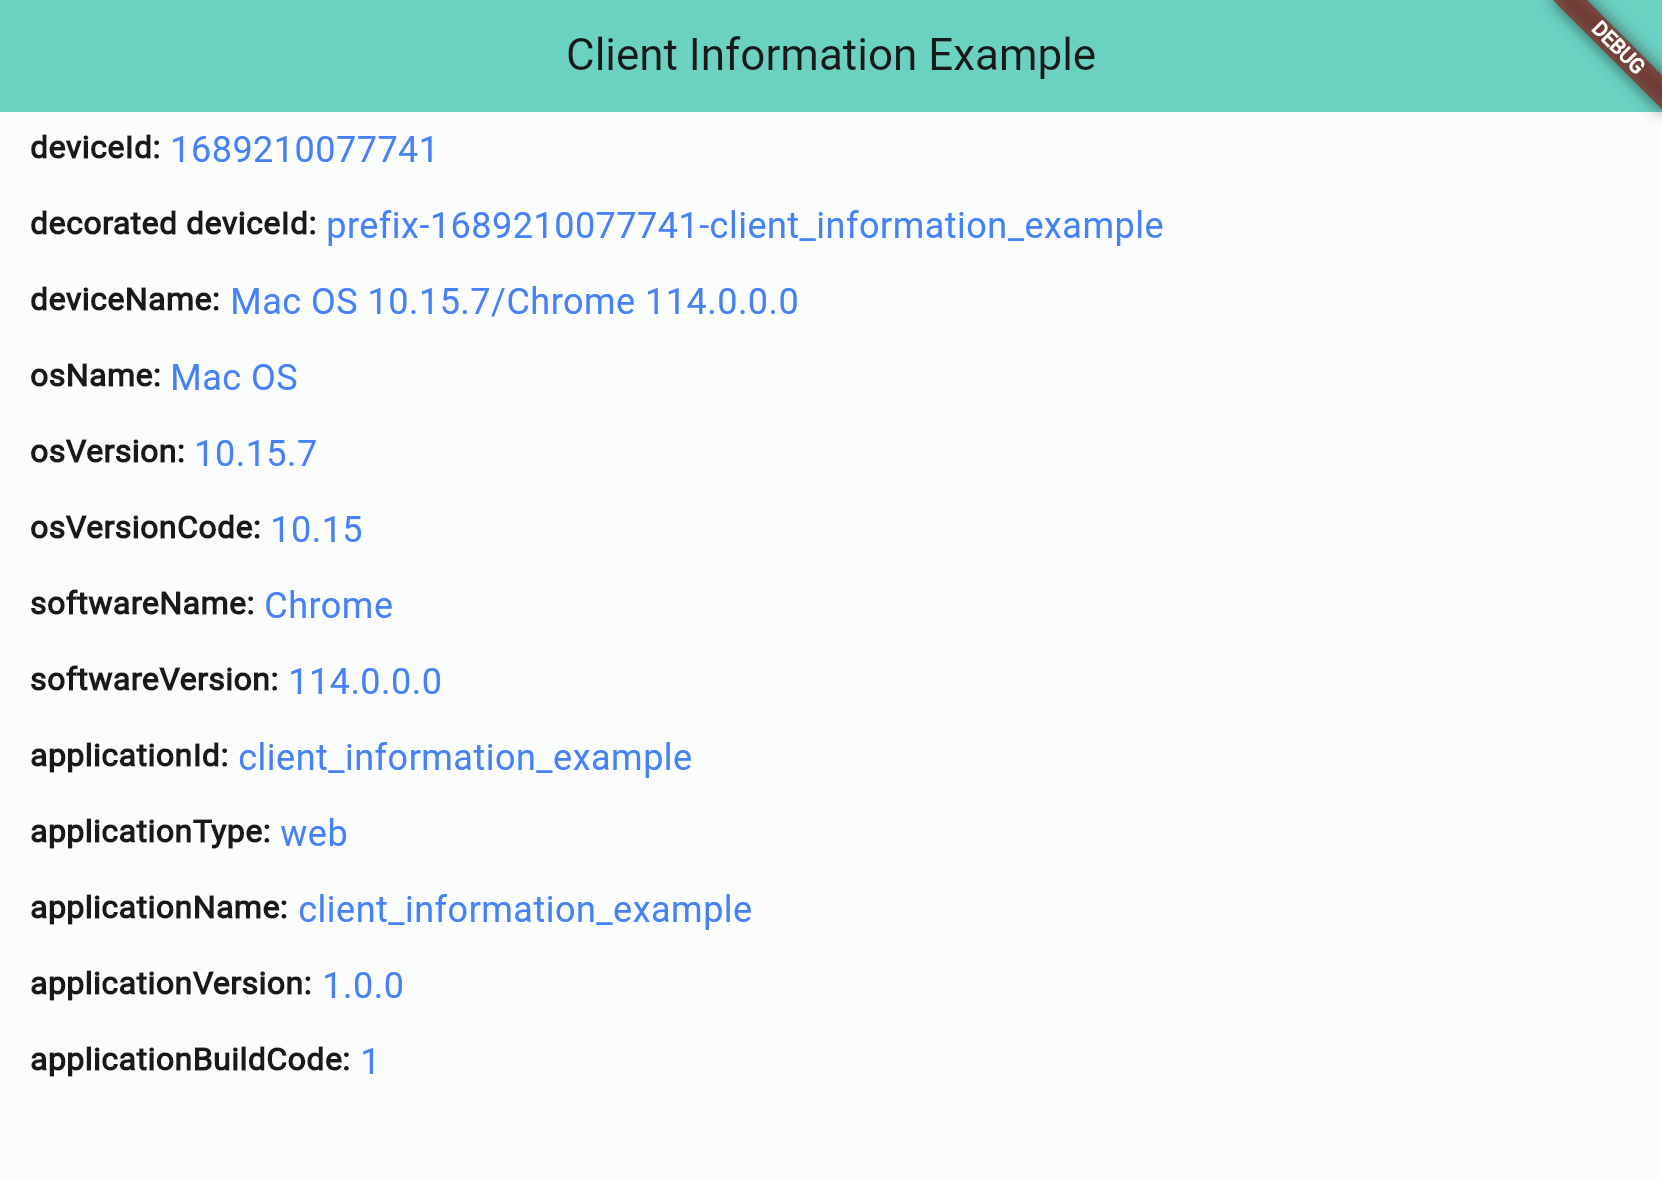 Client Information Example
DEBUG
deviceId: 1689210077741
decorated deviceId: prefix-1689210077741-client_information_example
deviceName: Mac OS 10.15.7/Chrome 114.0.0.0
osName: Mac OS
osVersion: 10.15.7
osVersionCode: 10.15
softwareName: Chrome
softwareVersion: 114.0.0.0
applicationId: client_information_example
applicationType: web
applicationName: client_information_example
applicationVersion: 1.0.0
applicationBuildCode: 1